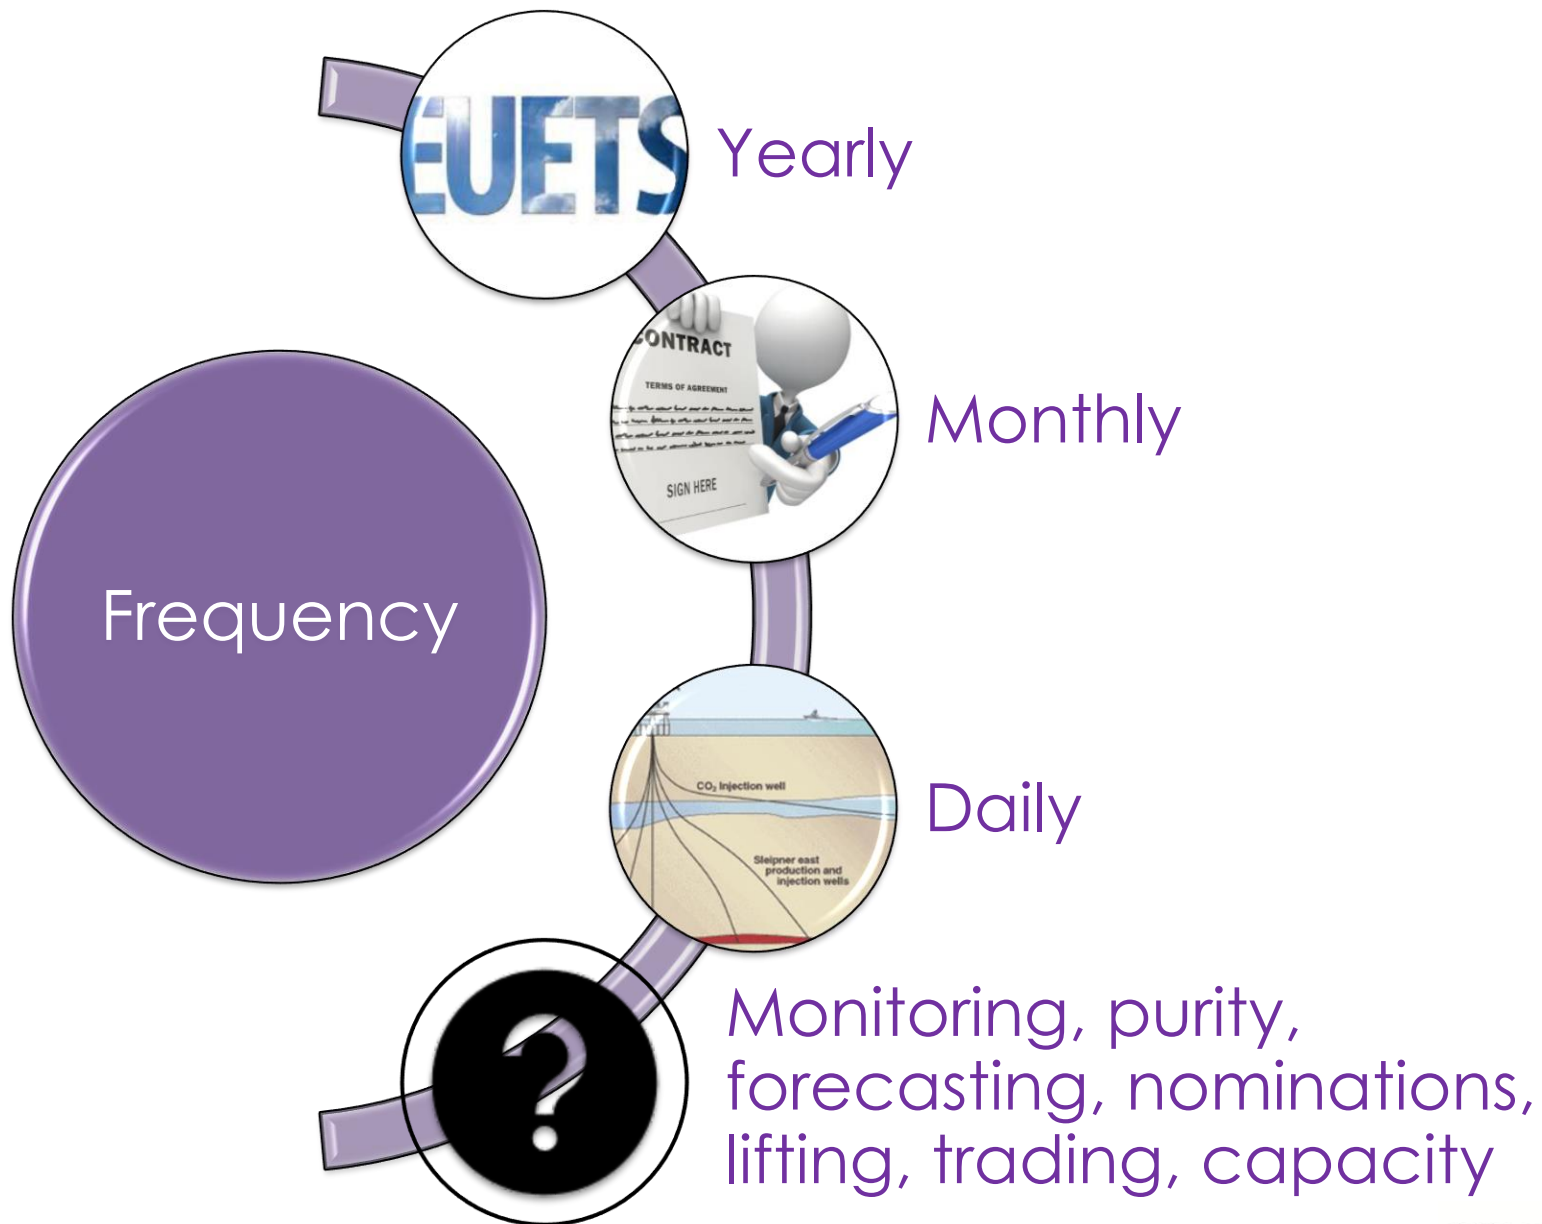 EUETS
Yearly
CONTRACT
TERMS OF AGREEMENT
SIGN HERE
Monthly
Frequency
CO₂ Injection well
Sleipner east
production and
injection wells
Daily
?
Monitoring, purity,
forecasting, nominations,
lifting, trading, capacity